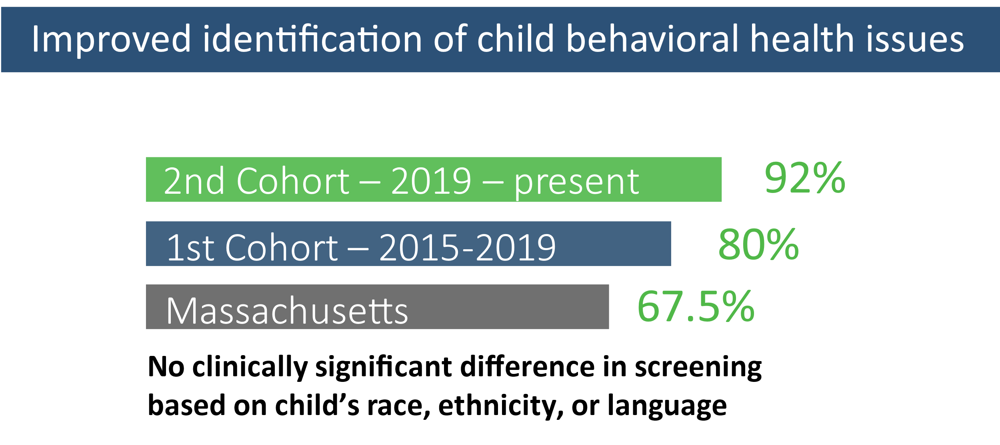 Improved identification of child behavioral health issues
2nd Cohort – 2019 – present 92%
1st Cohort – 2015-2019 80%
Massachusetts 67.5%
No clinically significant difference in screening
based on child’s race, ethnicity, or language